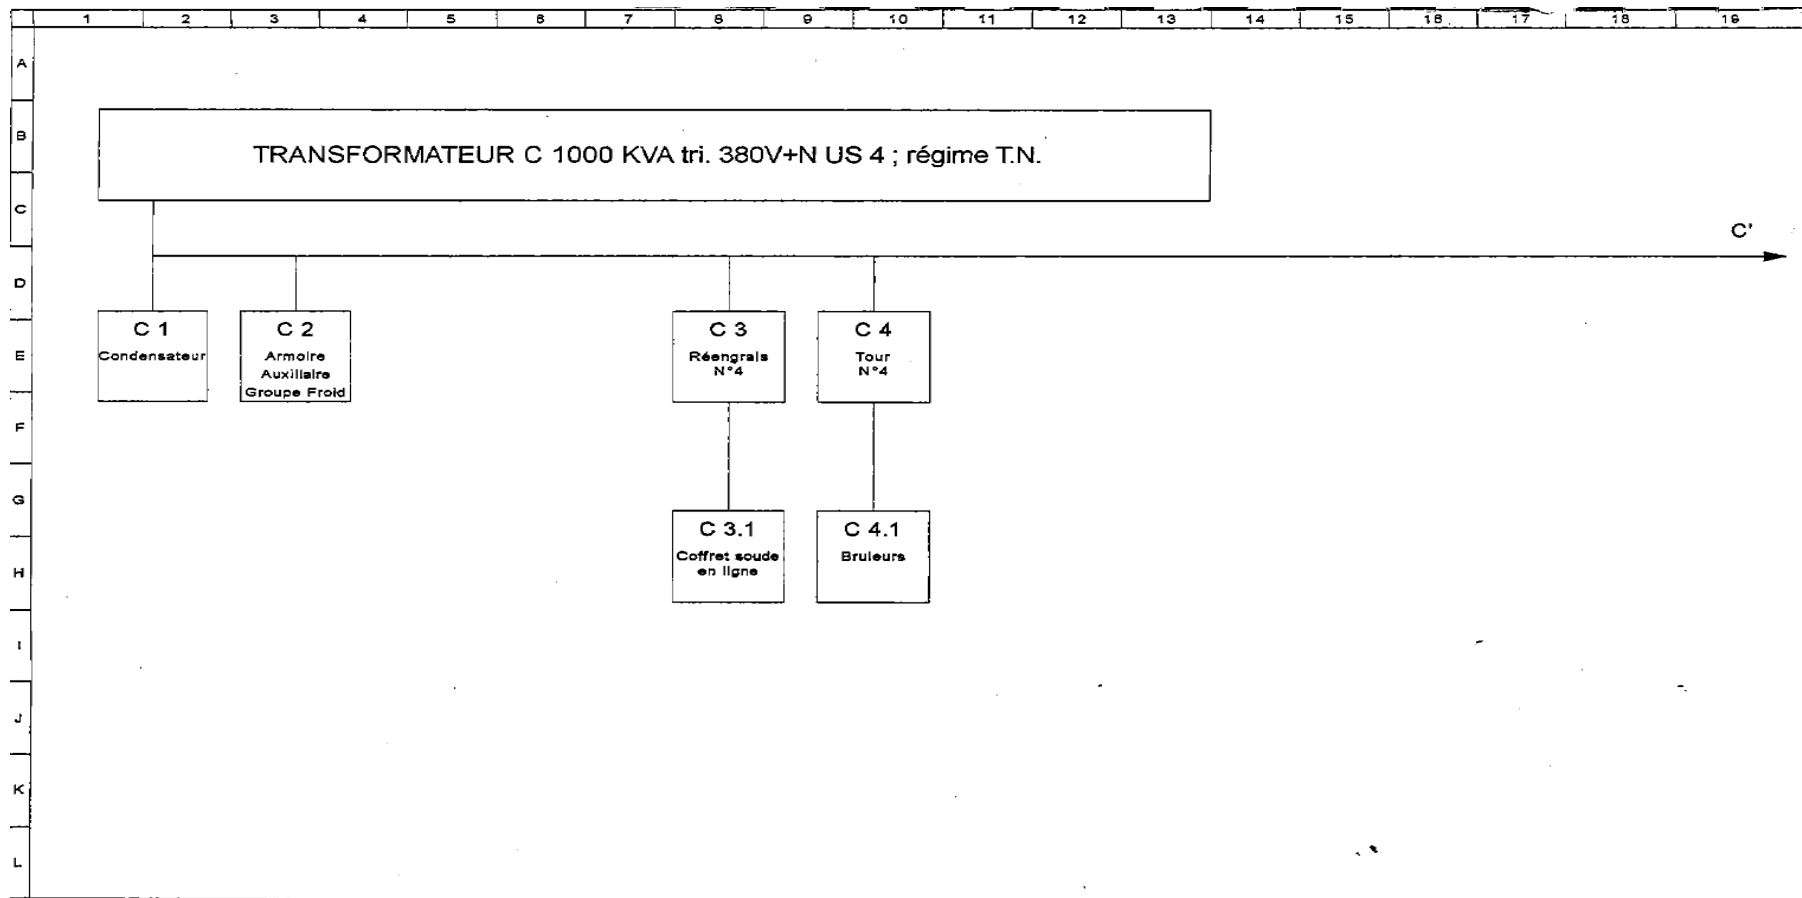 1 2 3 4 5 6 7 8 9 10 11 12 13 14 15 16 17 18 19
A
B
TRANSFORMATEUR C 1000 KVA tri. 380V+N US 4 ; régime T.N.
C
C'
D
C 1
Condensateur
C 2
Armoire
Auxiliaire
Groupe Froid
C 3
Réengrais
N°4
C 4
Tour
N°4
E
F
G
C 3.1
Coffret soude
en ligne
C 4.1
Bruleurs
H
I
J
K
L